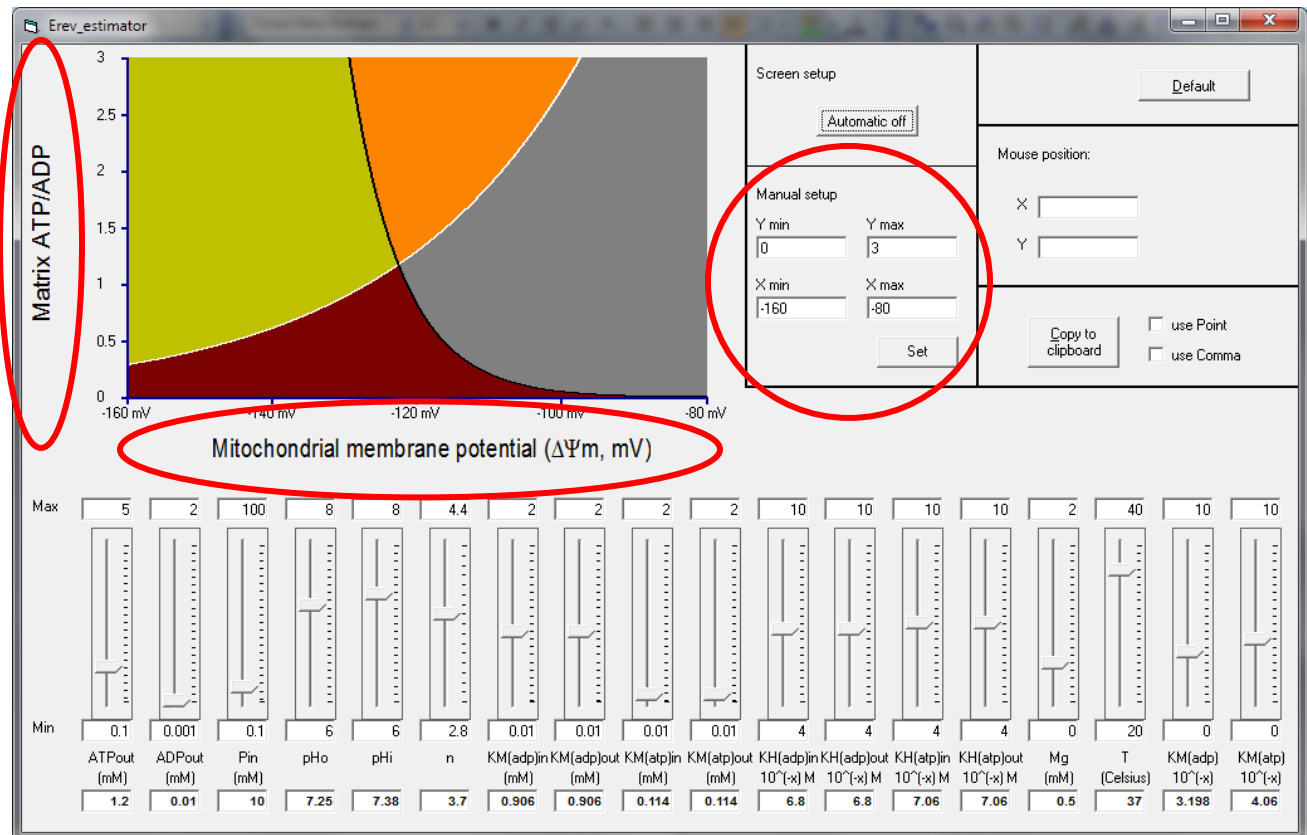 Erev_estimator
3
2.5
2
1.5
1
0.5
0
Matrix ATP/ADP
-160 mV
-140 mV
-120 mV
-100 mV
-80 mV
Mitochondrial membrane potential (ΔΨm, mV)
Screen setup
Automatic off
Manual setup
Y min Y max
0 3
X min X max
-160 -80
Set
Default
Mouse position:
X
Y
Copy to
clipboard
use Point
use Comma
Max 5 2 100 8 8 4.4 2 2 2 2 10 10 10 10 2 40 10 10
Min 0.1 0.001 0.1 6 6 2.8 0.01 0.01 0.01 0.01 4 4 4 4 0 20 0 0
ATPout ADPout Pin pHo pHi n KM(adp)in KM(adp)out KM(atp)in KM(atp)out KH(adp)in KH(adp)out KH(atp)in KH(atp)out Mg T KM(adp) KM(atp)
(mM) (mM) (mM) (mM) (mM) (mM) (mM) 10^(-x) M 10^(-x) M 10^(-x) M 10^(-x) M (mM) (Celsius) 10^(-x) 10^(-x)
1.2 0.01 10 7.25 7.38 3.7 0.906 0.906 0.114 0.114 6.8 6.8 7.06 7.06 0.5 37 3.198 4.06